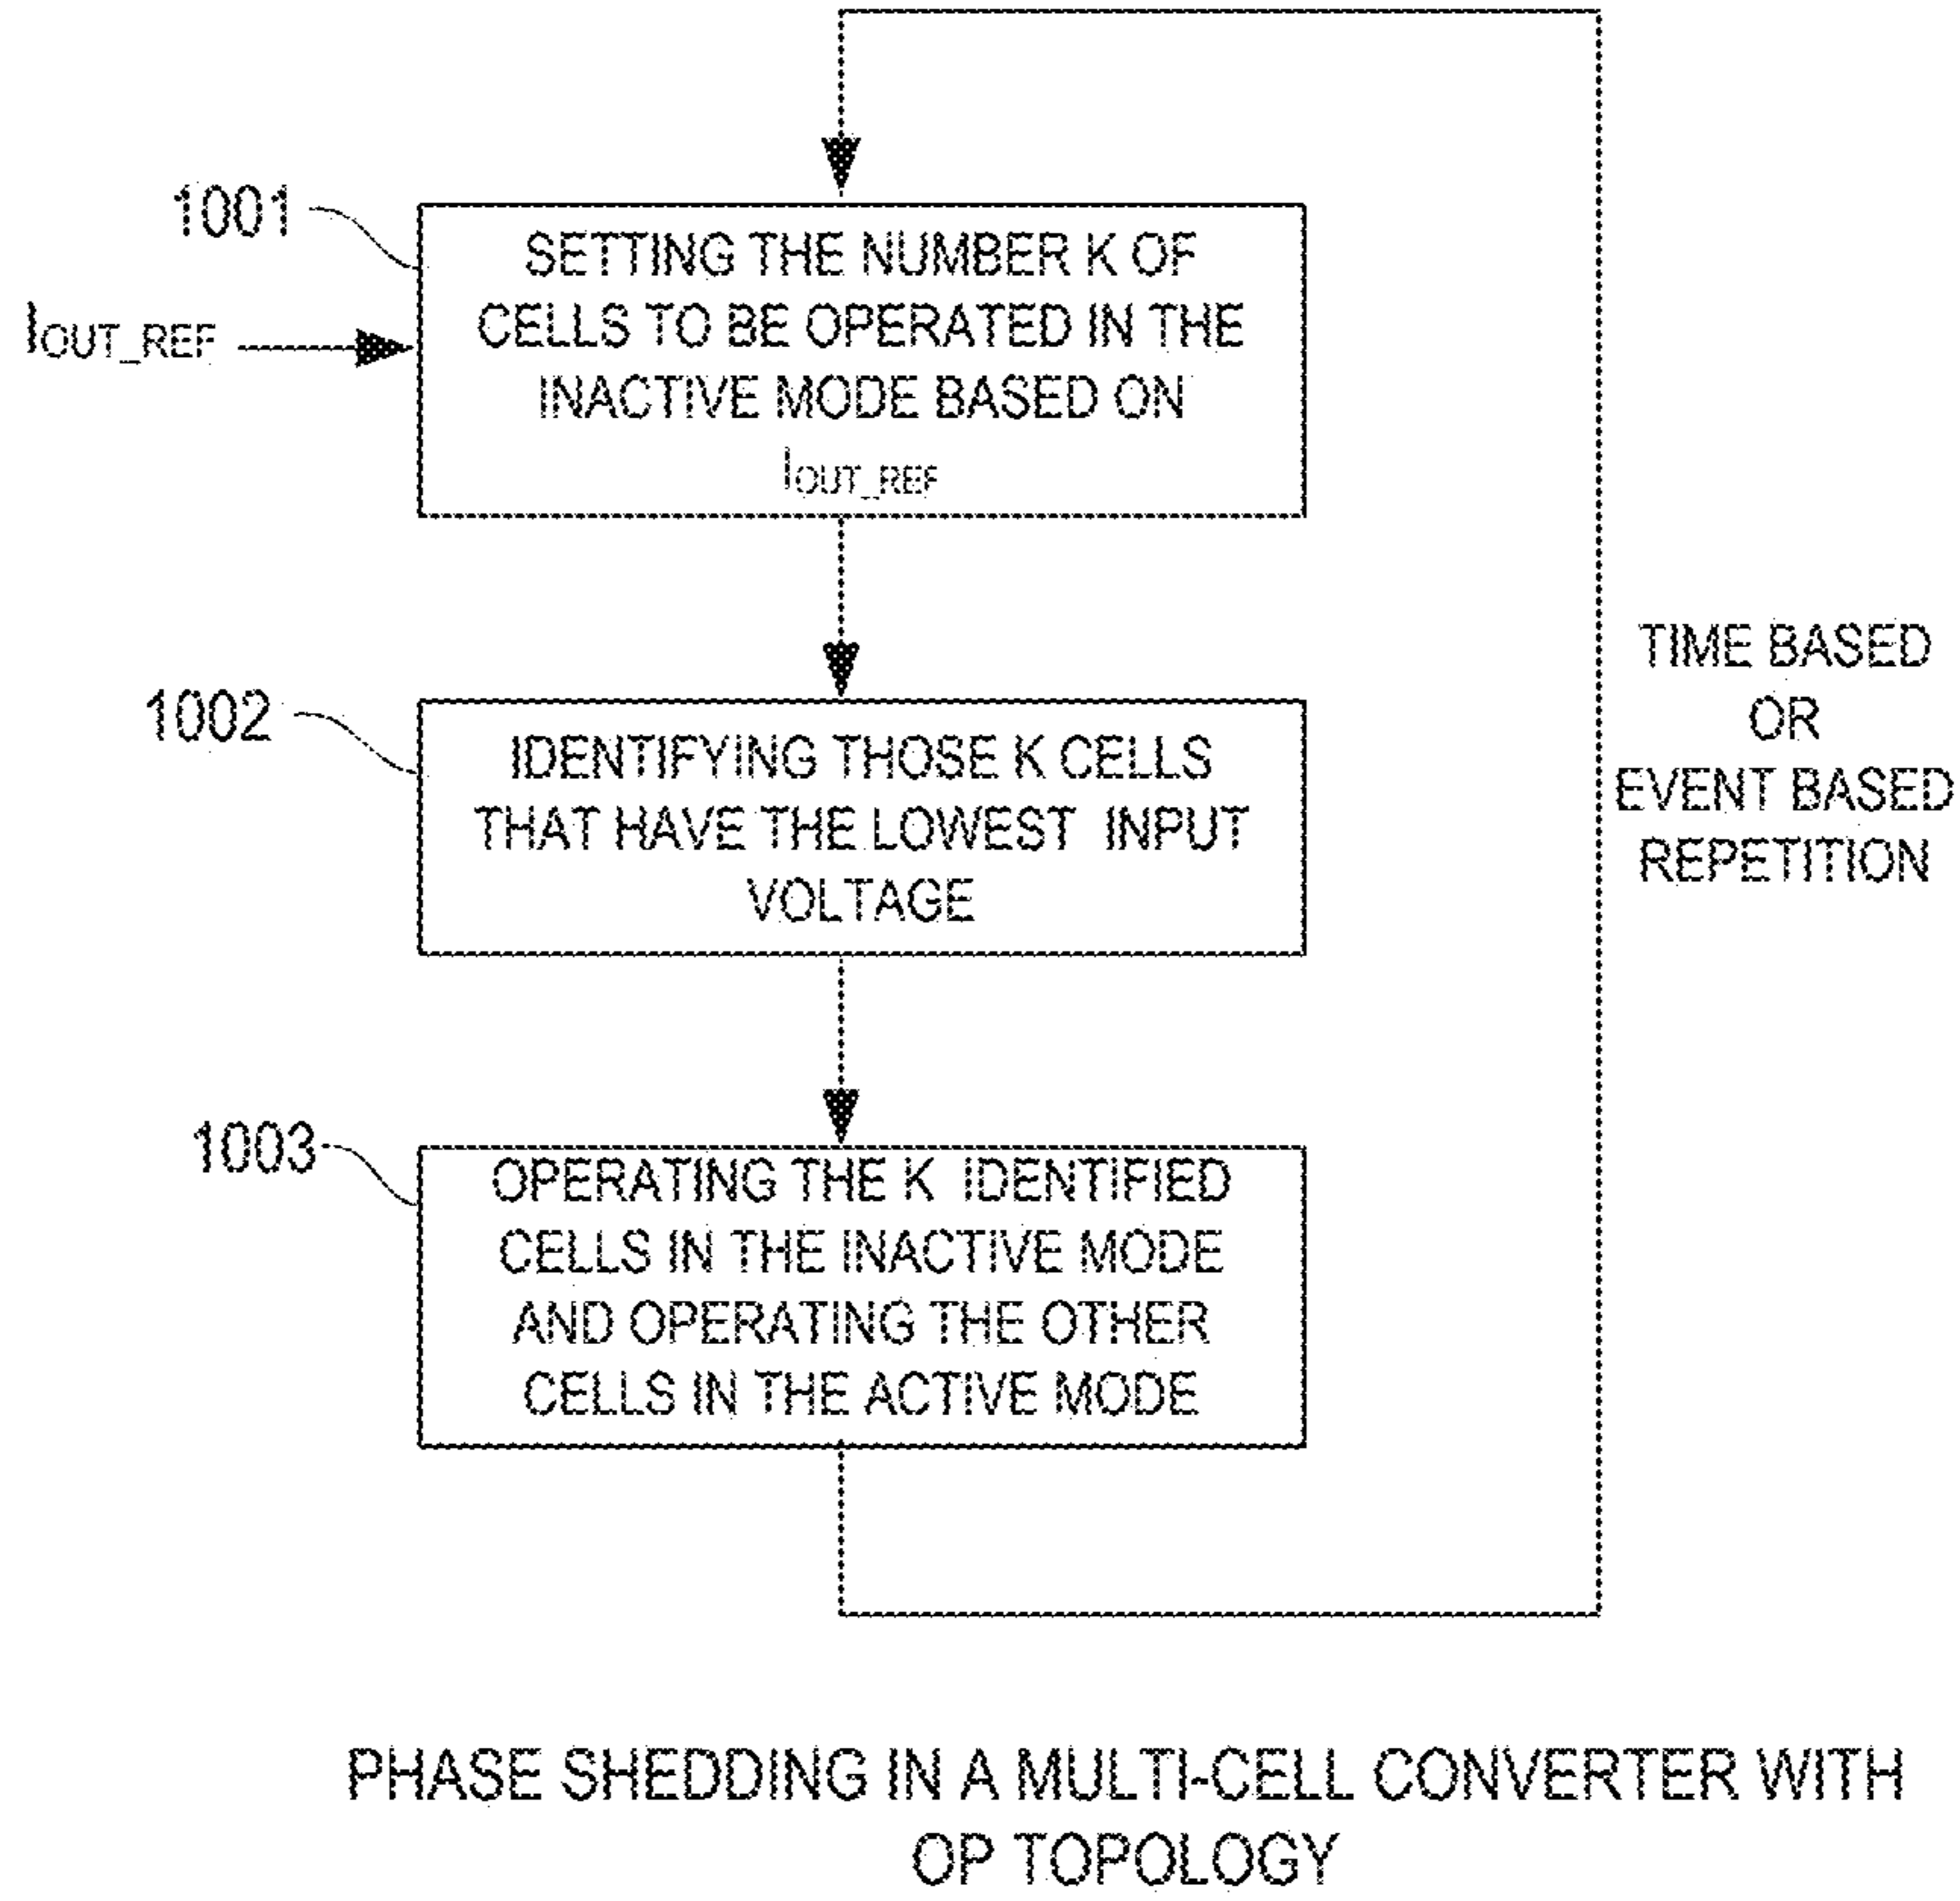 1001
SETTING THE NUMBER K OF
CELLS TO BE OPERATED IN THE
INACTIVE MODE BASED ON
IOUT_REF
IOUT_REF
1002
IDENTIFYING THOSE K CELLS
THAT HAVE THE LOWEST INPUT
VOLTAGE
TIME BASED
OR
EVENT BASED
REPETITION
1003
OPERATING THE K IDENTIFIED
CELLS IN THE INACTIVE MODE
AND OPERATING THE OTHER
CELLS IN THE ACTIVE MODE
PHASE SHEDDING IN A MULTI-CELL CONVERTER WITH
OP TOPOLOGY